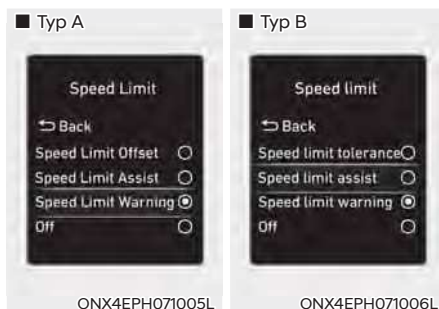 ■ Typ A
Speed Limit
Back
Speed Limit Offset
Speed Limit Assist
Speed Limit Warning
Off
ONX4EPH071005L
■ Typ B
Speed limit
Back
Speed limit tolerance
Speed limit assist
Speed limit warning
Off
ONX4EPH071006L